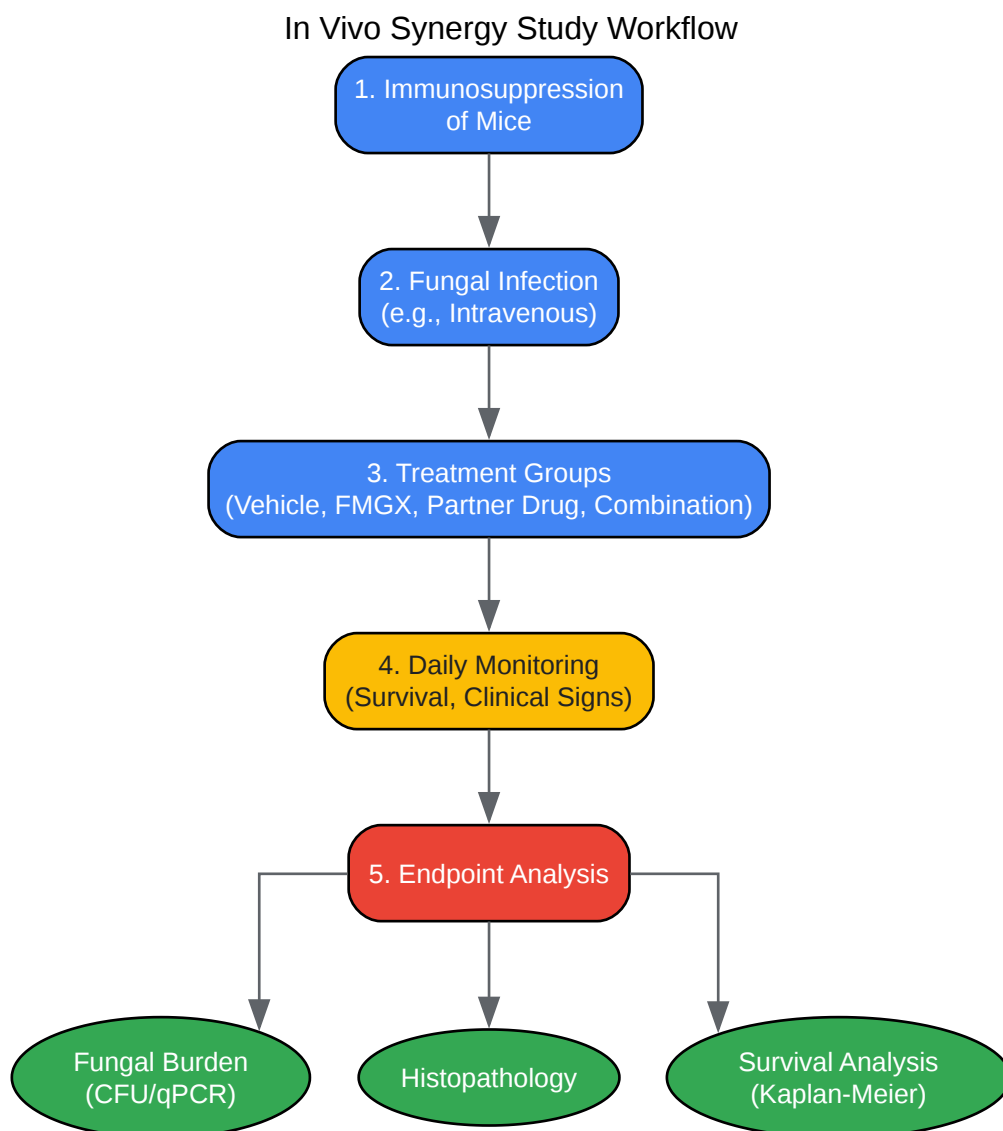 In Vivo Synergy Study Workflow
1. Immunosuppression
of Mice
2. Fungal Infection
(e.g., Intravenous)
3. Treatment Groups
(Vehicle, FMGX, Partner Drug, Combination)
4. Daily Monitoring
(Survival, Clinical Signs)
5. Endpoint Analysis
Fungal Burden
(CFU/qPCR)
Histopathology
Survival Analysis
(Kaplan-Meier)